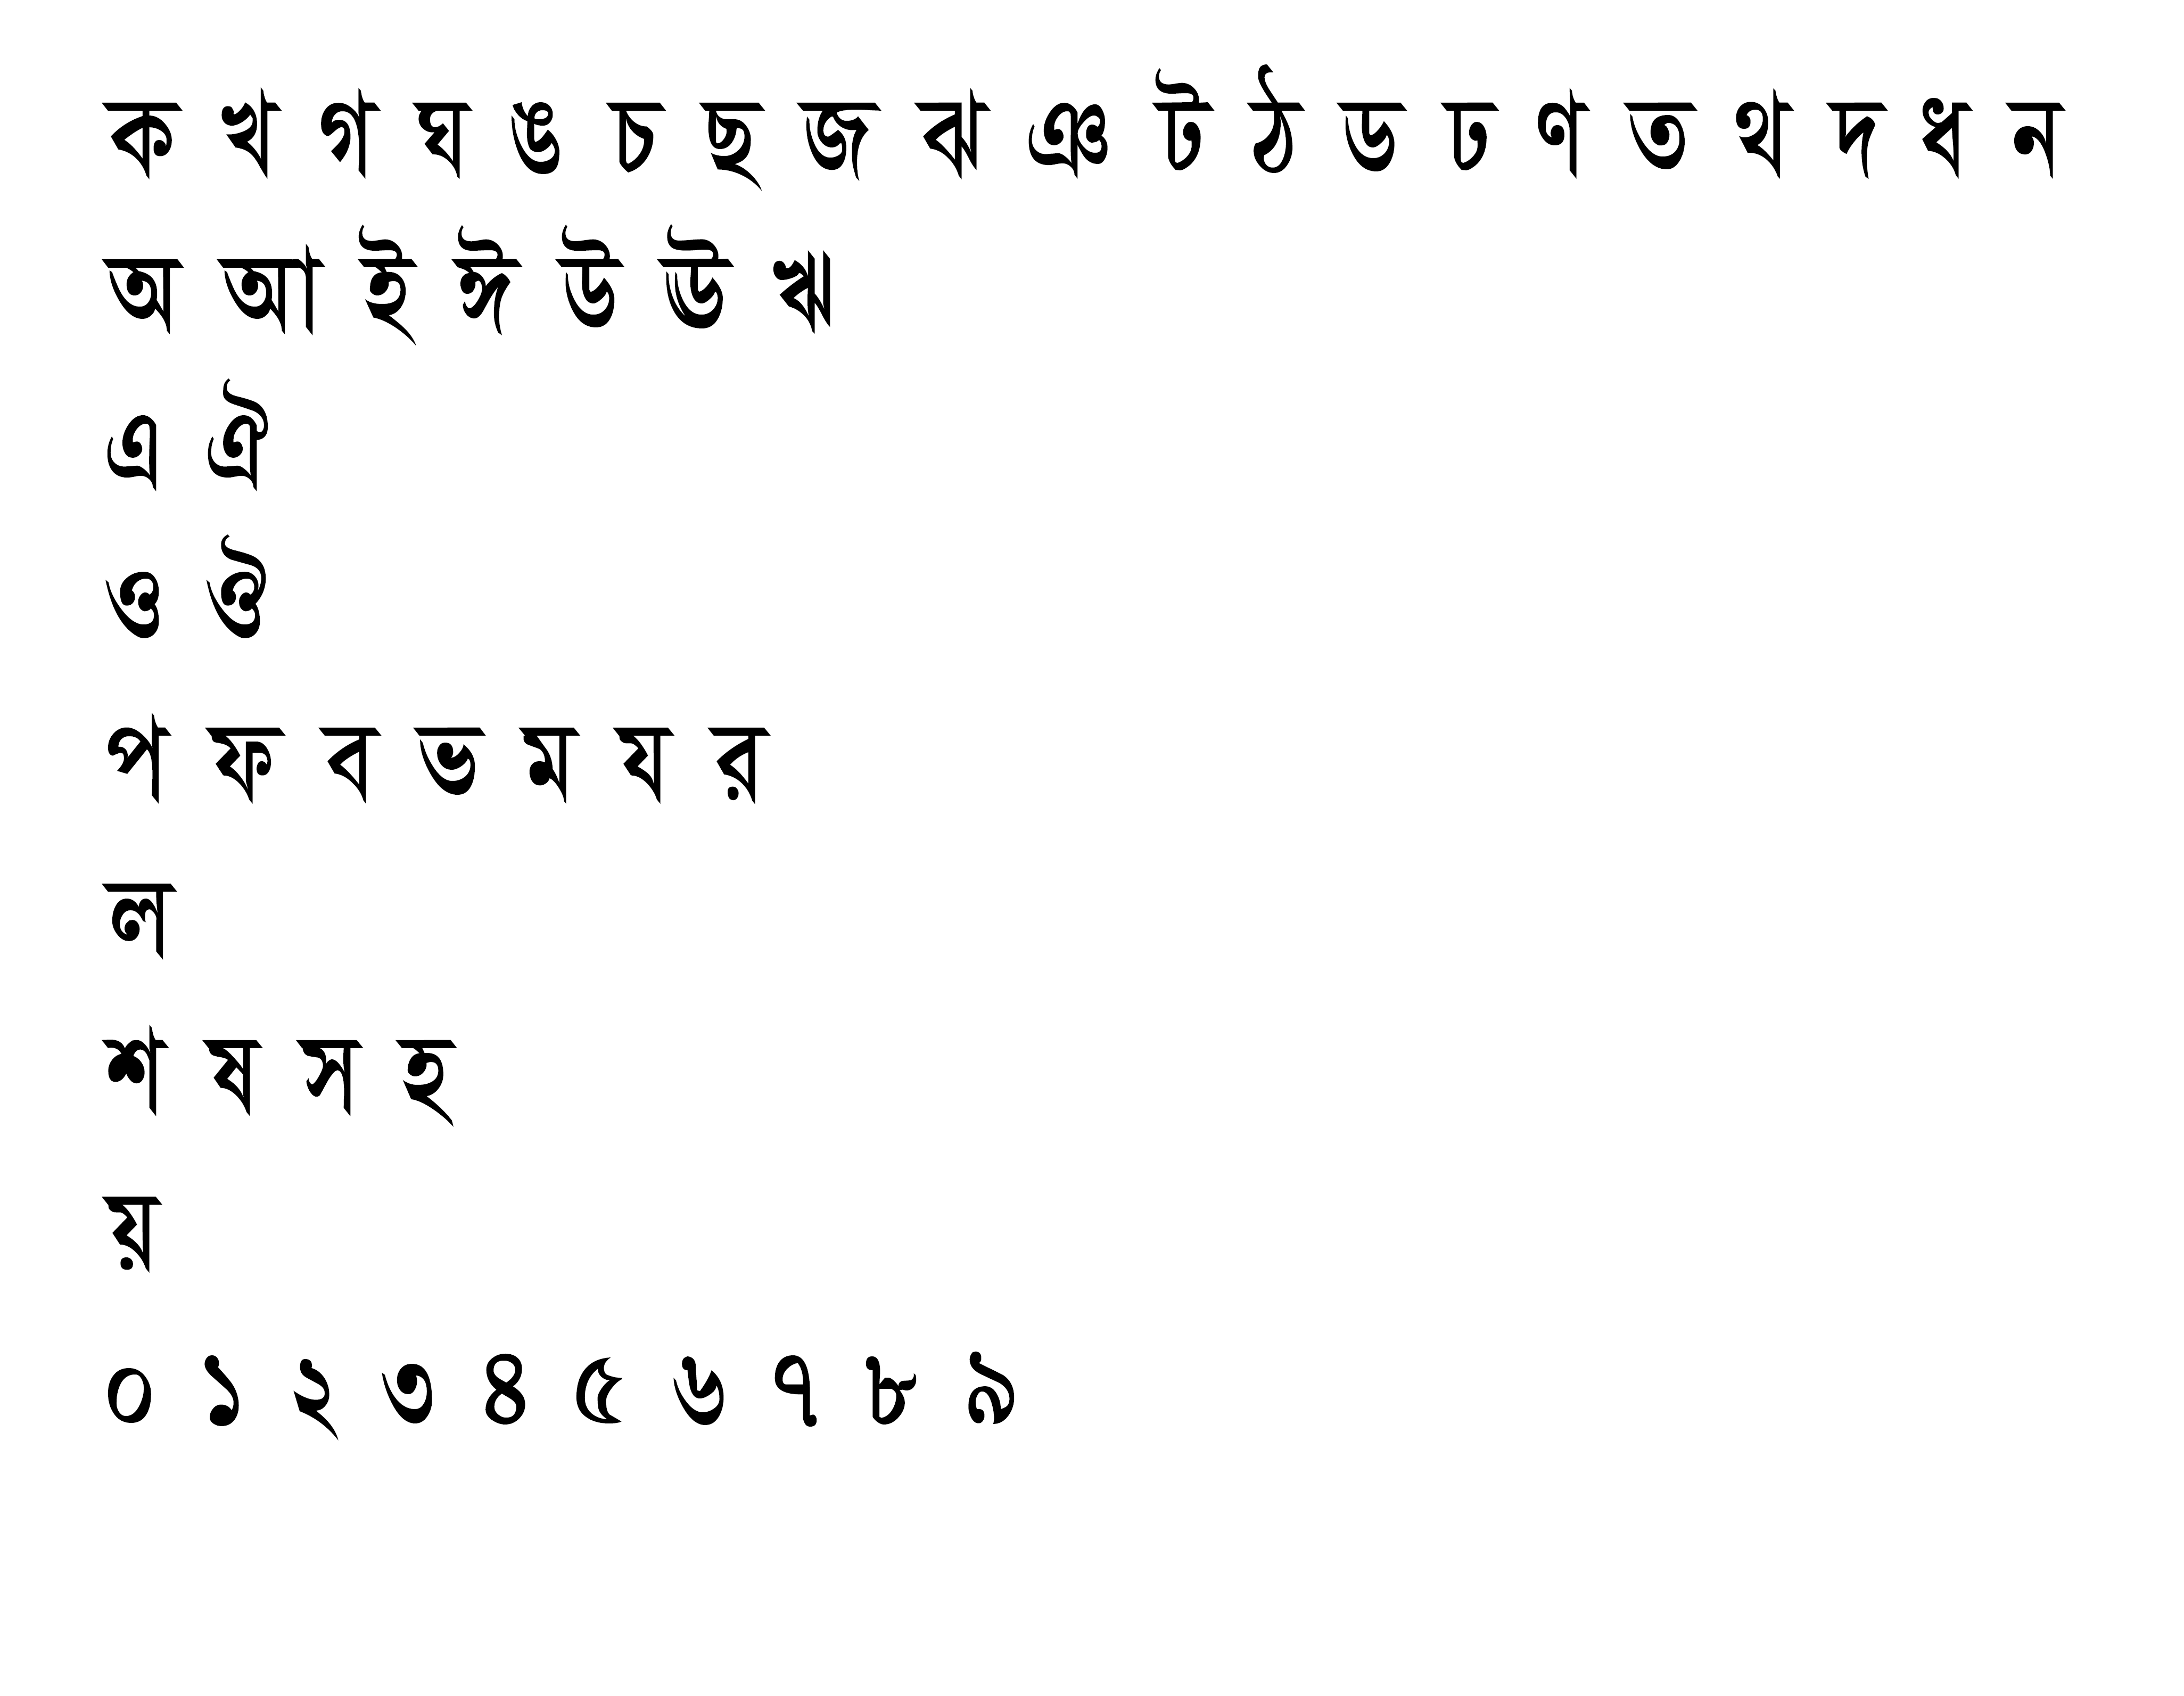 ক খ গ ঘ ঙ চ ছ জ ঝ ঞ ট ঠ ড ঢ ণ ত থ দ ধ ন
অ আ ই ঈ উ ঊ ঋ
এ ঐ
ও ঔ
প ফ ব ভ ম য র
ল
শ ষ স হ
য়
০ ১ ২ ৩ ৪ ৫ ৬ ৭ ৮ ৯